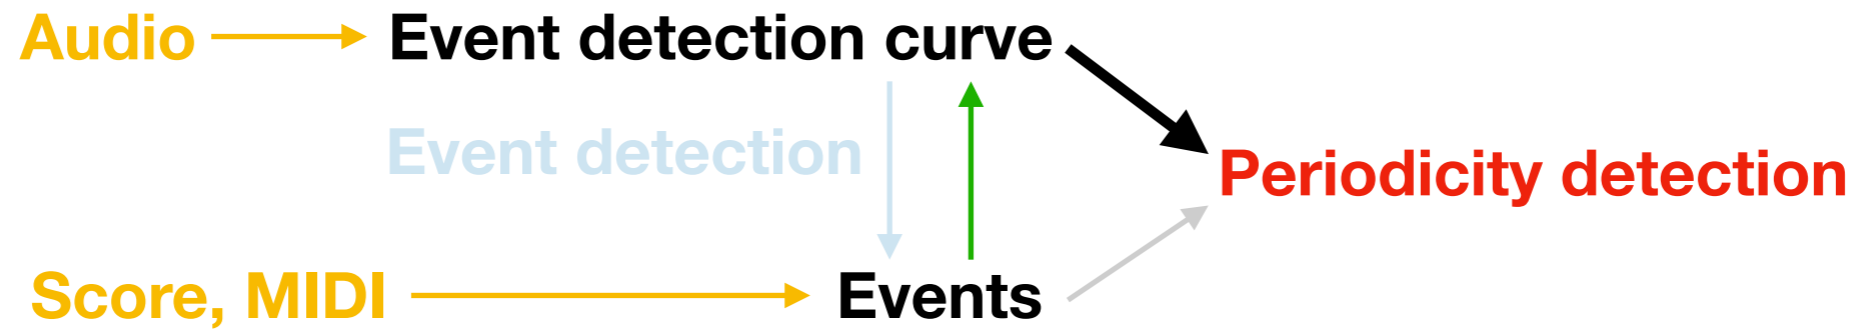 Audio
Event detection curve
Event detection
Periodicity detection
Score, MIDI
Events